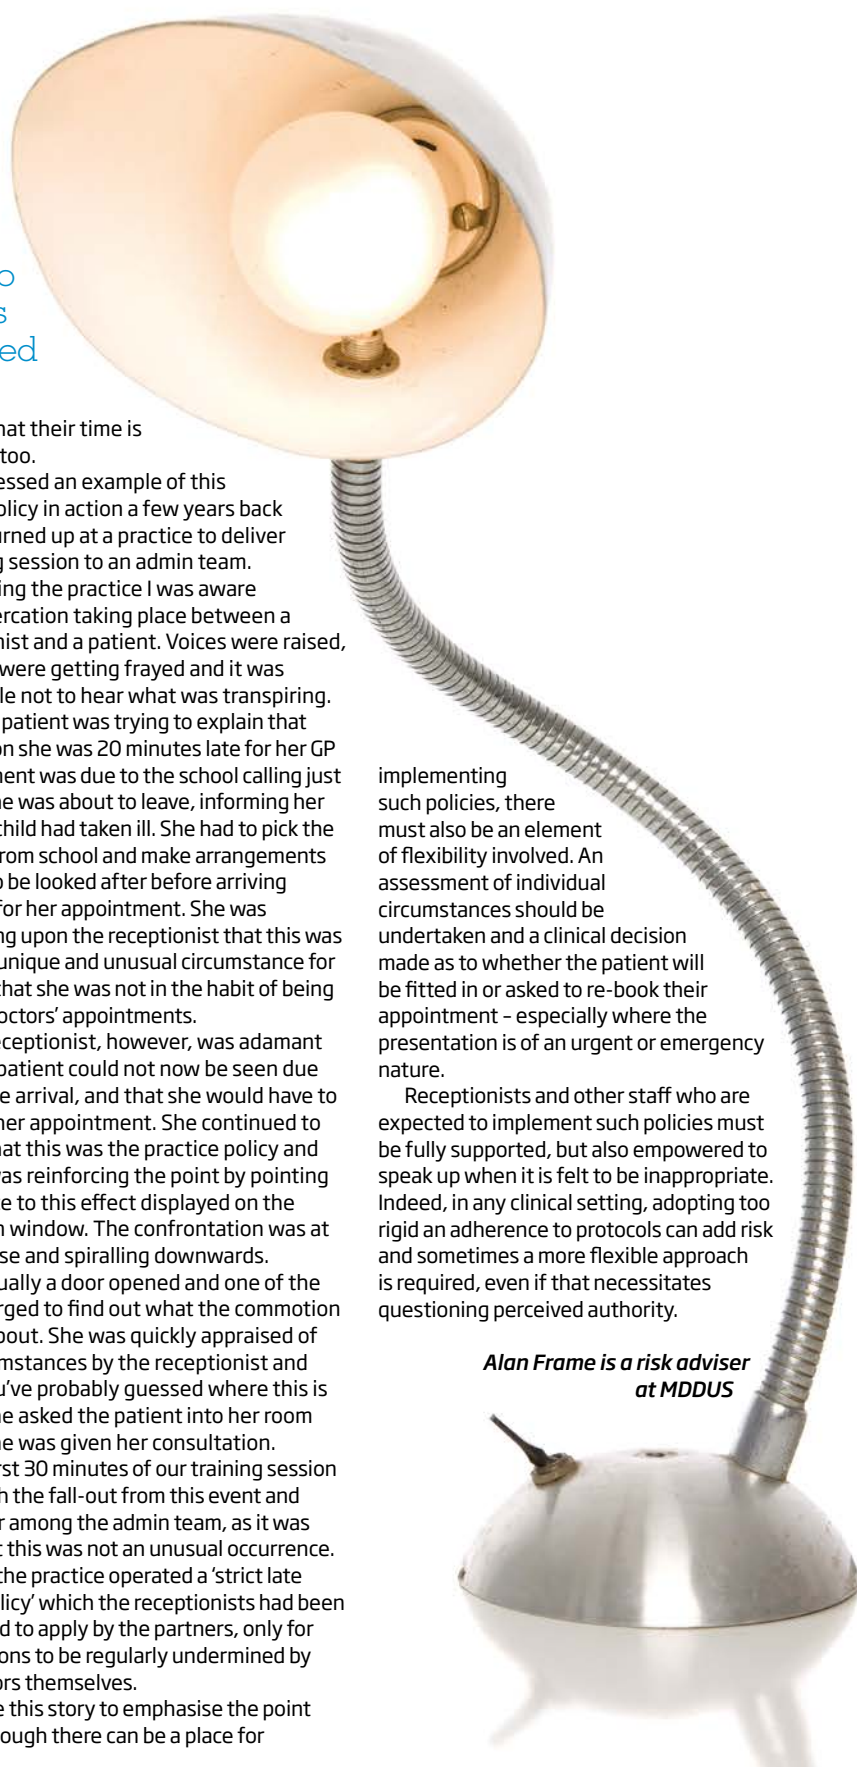 o
s
ed
hat their time is
too.
essed an example of this
olicy in action a few years back
urned up at a practice to deliver
g session to an admin team.
ing the practice I was aware
ercation taking place between a
nist and a patient. Voices were raised,
were getting frayed and it was
le not to hear what was transpiring.
patient was trying to explain that
on she was 20 minutes late for her GP
ment was due to the school calling just
ne was about to leave, informing her
child had taken ill. She had to pick the
rom school and make arrangements
o be looked after before arriving
for her appointment. She was
ng upon the receptionist that this was
unique and unusual circumstance for
that she was not in the habit of being
octors' appointments.
eceptionist, however, was adamant
patient could not now be seen due
e arrival, and that she would have to
her appointment. She continued to
hat this was the practice policy and
was reinforcing the point by pointing
e to this effect displayed on the
n window. The confrontation was at
se and spiralling downwards.
ually a door opened and one of the
rged to find out what the commotion
bout. She was quickly appraised of
mstances by the receptionist and
u've probably guessed where this is
ne asked the patient into her room
ne was given her consultation.
rst 30 minutes of our training session
h the fall-out from this event and
r among the admin team, as it was
t this was not an unusual occurrence.
the practice operated a 'strict late
licy' which the receptionists had been
d to apply by the partners, only for
ons to be regularly undermined by
ors themselves.
e this story to emphasise the point
ough there can be a place for
implementing
such policies, there
must also be an element
of flexibility involved. An
assessment of individual
circumstances should be
undertaken and a clinical decision
made as to whether the patient will
be fitted in or asked to re-book their
appointment – especially where the
presentation is of an urgent or emergency
nature.
Receptionists and other staff who are
expected to implement such policies must
be fully supported, but also empowered to
speak up when it is felt to be inappropriate.
Indeed, in any clinical setting, adopting too
rigid an adherence to protocols can add risk
and sometimes a more flexible approach
is required, even if that necessitates
questioning perceived authority.
Alan Frame is a risk adviser
at MDDUS